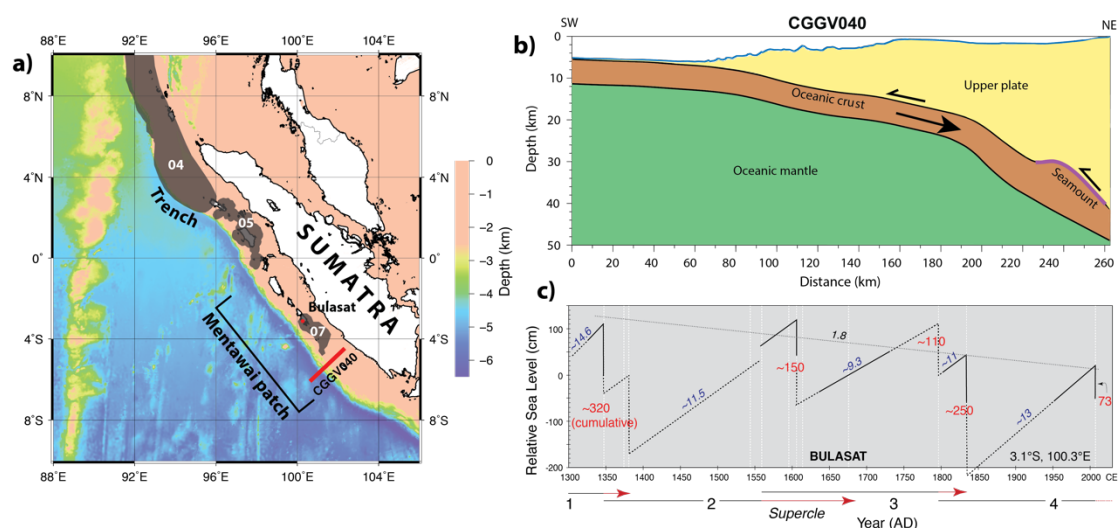 a)
88˚E 92˚E 96˚E 100˚E 104˚E
8˚N
4˚N
0˚
4˚S
8˚S
88˚E 92˚E 96˚E 100˚E 104˚E
04
05
07
Trench
SUMATRA
Bulasat
Mentawai patch
CGGV040
0
-1
-2
-3
-4
-5
-6
Depth (km)
b)
CGGV040
SW
NE
0
10
20
30
40
50
Depth (km)
Upper plate
Oceanic crust
Oceanic mantle
Seamount
0 20 40 60 80 100 120 140 160 180 200 220 240 260
Distance (km)
c)
Relative Sea Level (cm)
100
0
-100
-200
~14.6
~320
(cumulative)
~11.5
~150
1.8
~9.3
~110
~11
~250
~13
73
BULASAT
3.1°S, 100.3°E
1300 1350 1400 1450 1500 1550 1600 1650 1700 1750 1800 1850 1900 1950 2000 CE
1 2 3 4
Supercle
Year (AD)